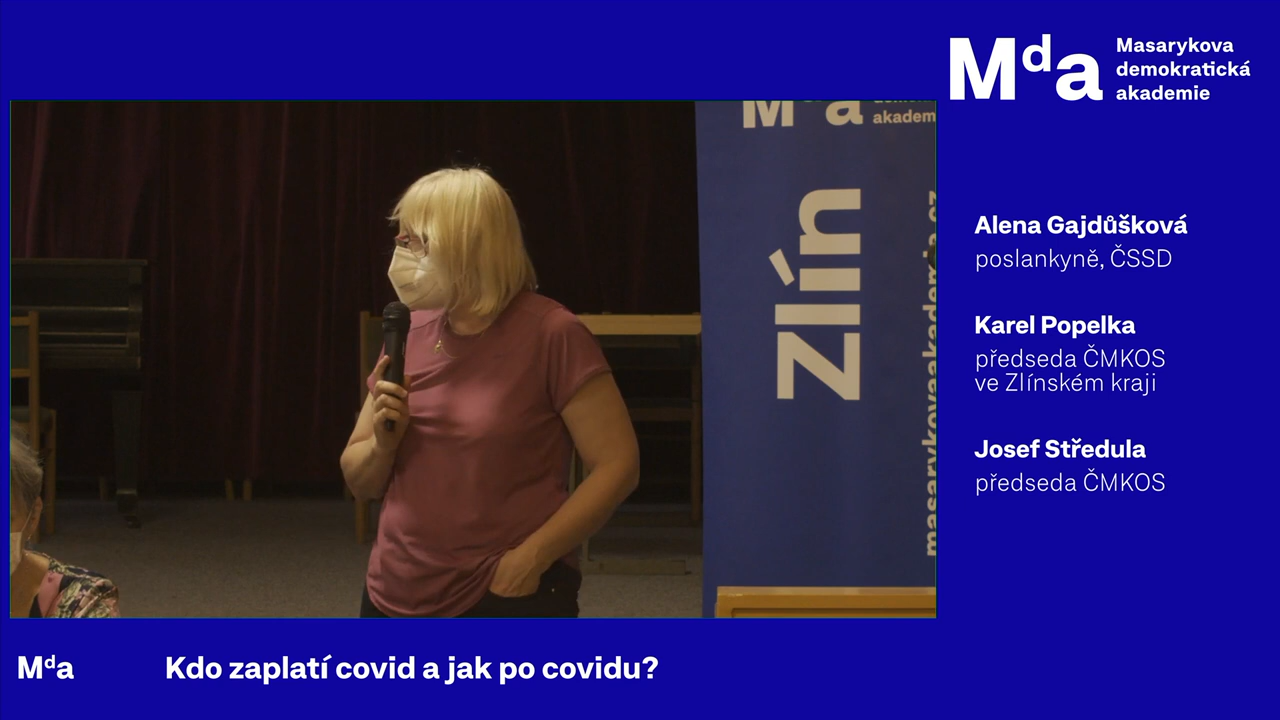 Mda
Masarykova
demokratická
akademie
Mda
akadem
Zlín
masarykovaakademie.cz
Alena Gajdůšková
poslankyně, ČSSD
Karel Popelka
předseda ČMKOS
ve Zlínském kraji
Josef Středula
předseda ČMKOS
Mda
Kdo zaplatí covid a jak po covidu?